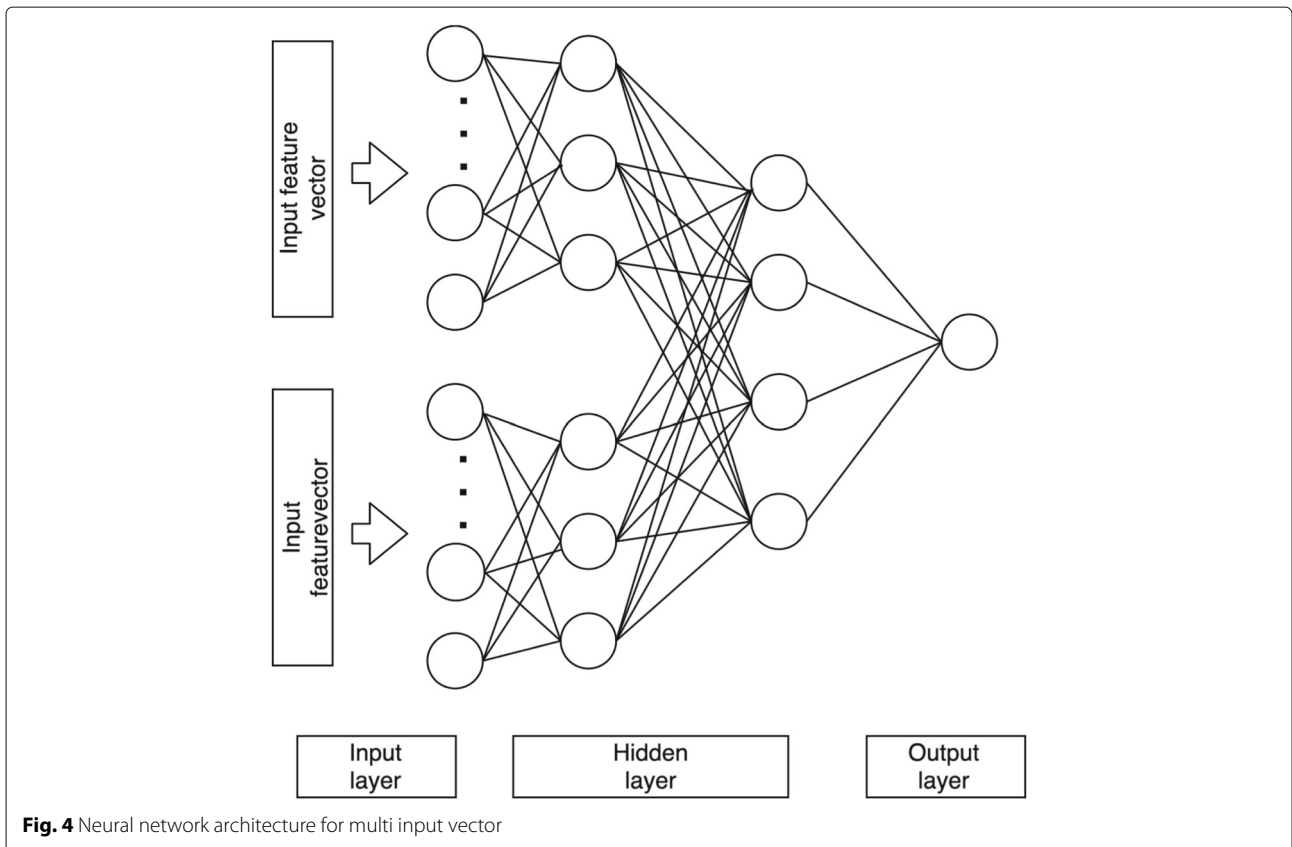 Input feature
vector
Input
featurevector
Input
layer
Hidden
layer
Output
layer
Fig. 4 Neural network architecture for multi input vector